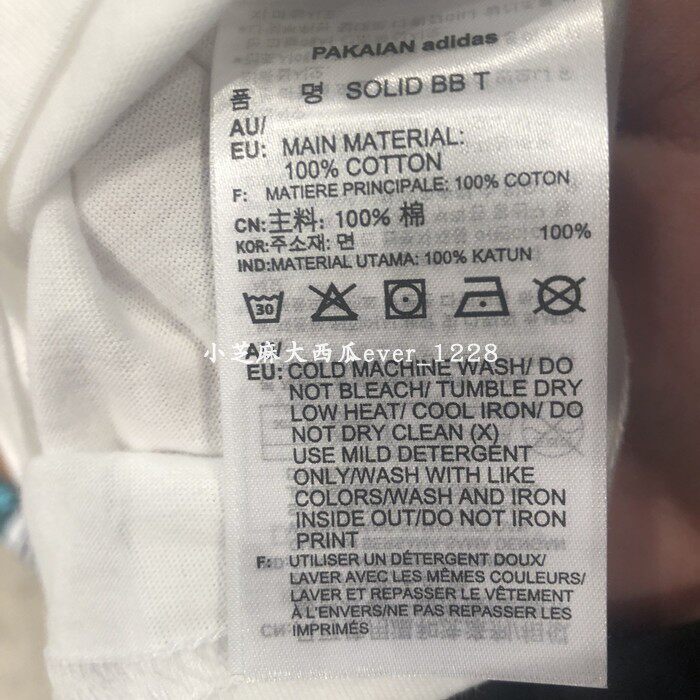 PAKAIAN adidas
품 명 SOLID BB T
AU/
EU: MAIN MATERIAL:
100% COTTON
F: MATIERE PRINCIPALE: 100% COTON
CN:主料: 100% 棉
KOR:주소재: 면 100%
IND:MATERIAL UTAMA: 100% KATUN
30
小芝麻大西瓜ever_1228
EU: COLD MACHINE WASH/ DO
NOT BLEACH/ TUMBLE DRY
LOW HEAT/ COOL IRON/ DO
NOT DRY CLEAN (X)
USE MILD DETERGENT
ONLY/WASH WITH LIKE
COLORS/WASH AND IRON
INSIDE OUT/DO NOT IRON
PRINT
F: UTILISER UN DÉTERGENT DOUX/
LAVER AVEC LES MÊMES COULEURS/
LAVER ET REPASSER LE VÊTEMENT
À L'ENVERS/NE PAS REPASSER LES
IMPRIMÉS